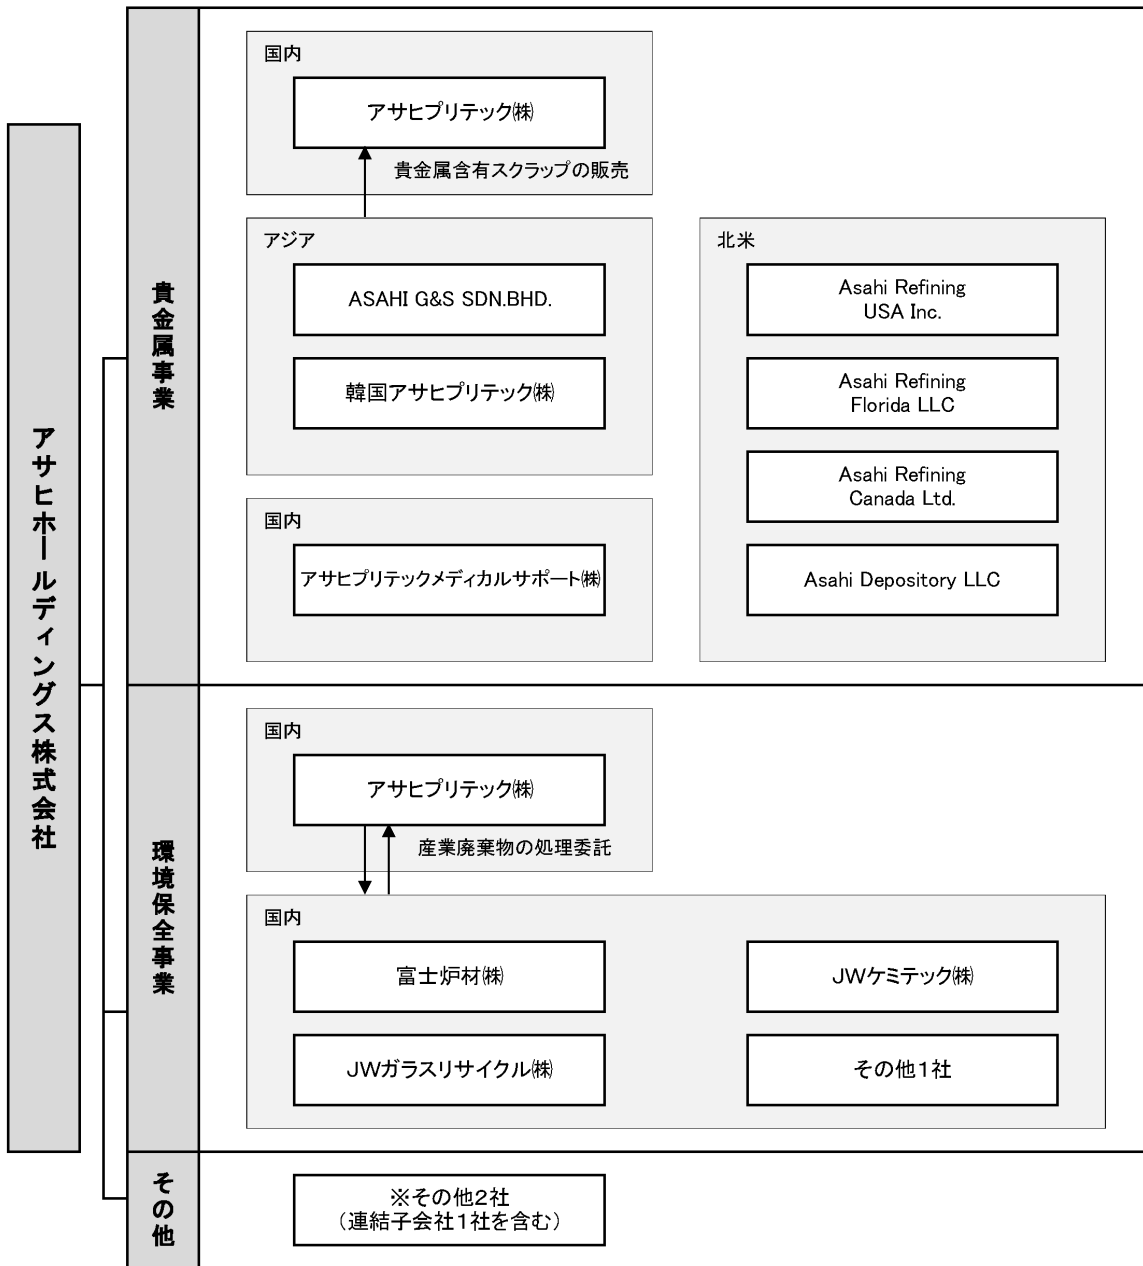 アサヒホールディングス株式会社
貴金属事業
国内
アサヒプリテック㈱
貴金属含有スクラップの販売
アジア
ASAHI G&S SDN.BHD.
韓国アサヒプリテック㈱
国内
アサヒプリテックメディカルサポート㈱
北米
Asahi Refining
USA Inc.
Asahi Refining
Florida LLC
Asahi Refining
Canada Ltd.
Asahi Depository LLC
環境保全事業
国内
アサヒプリテック㈱
産業廃棄物の処理委託
国内
富士炉材㈱
JWケミテック㈱
JWガラスリサイクル㈱
その他1社
その他
※その他2社
（連結子会社1社を含む）